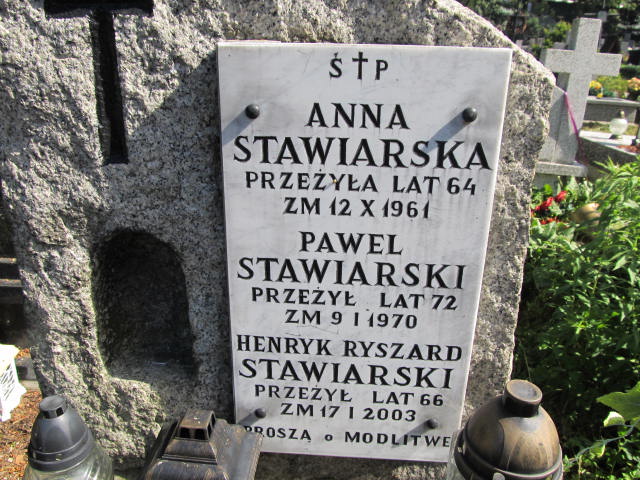 Ś†P
ANNA
STAWIARSKA
PRZEŻYŁA LAT 64
ZM 12 X 1961
PAWEL
STAWIARSKI
PRZEŻYŁ LAT 72
ZM 9 I 1970
HENRYK RYSZARD
STAWIARSKI
PRZEŻYŁ LAT 66
ZM 17 I 2003
PROSZĄ o MODLITWĘ